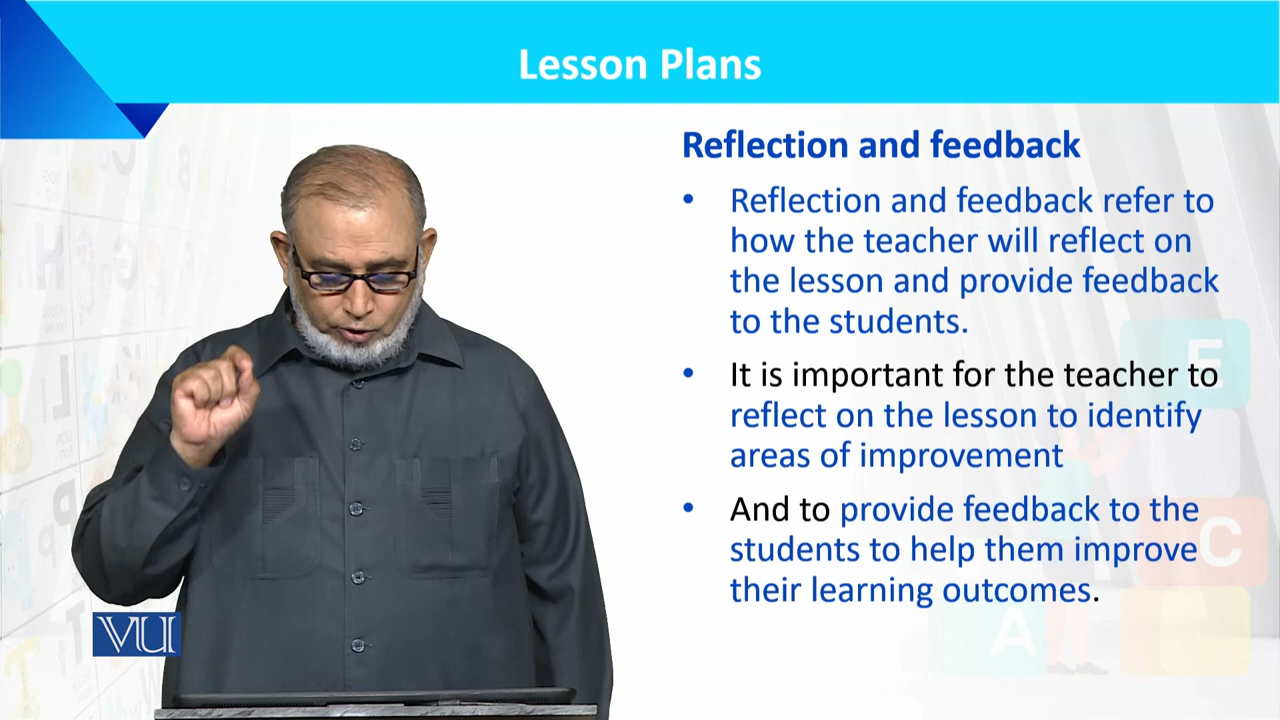 Lesson Plans
Reflection and feedback
• Reflection and feedback refer to
how the teacher will reflect on
the lesson and provide feedback
to the students.
• It is important for the teacher to
reflect on the lesson to identify
areas of improvement
• And to provide feedback to the
students to help them improve
their learning outcomes.
VU
E
C
A